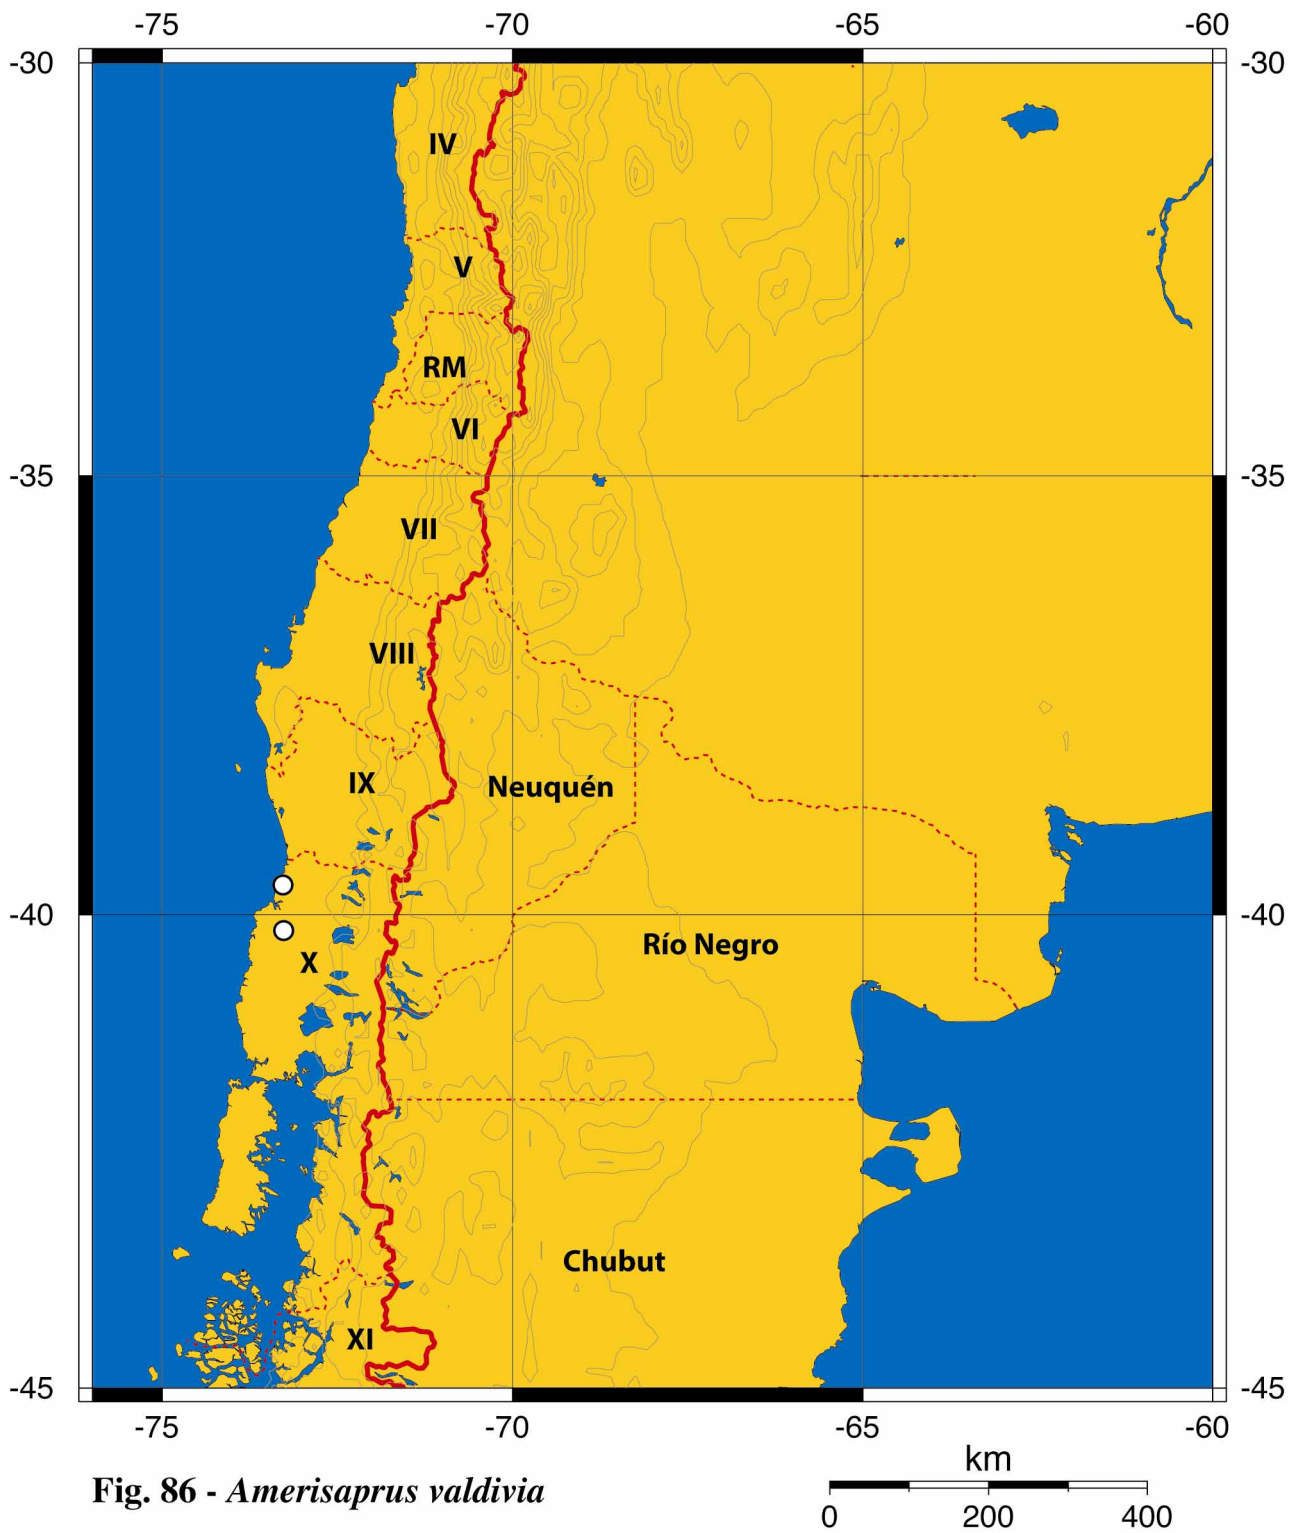 -75 -70 -65 -60
-30 -30
IV
V
RM
VI
-35 -35
VII
VIII
IX Neuquén
-40 -40
Río Negro
X
Chubut
XI
-45 -45
-75 -70 -65 -60
km
Fig. 86 - Amerisaprus valdivia
0 200 400